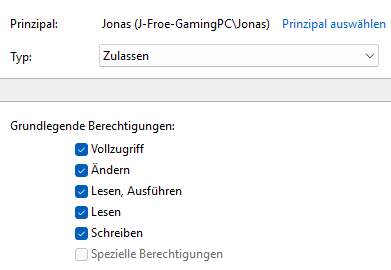 Prinzipal: Jonas (J-Froe-GamingPC\Jonas) Prinzipal auswählen
Typ: Zulassen
Grundlegende Berechtigungen:
Vollzugriff
Ändern
Lesen, Ausführen
Lesen
Schreiben
Spezielle Berechtigungen